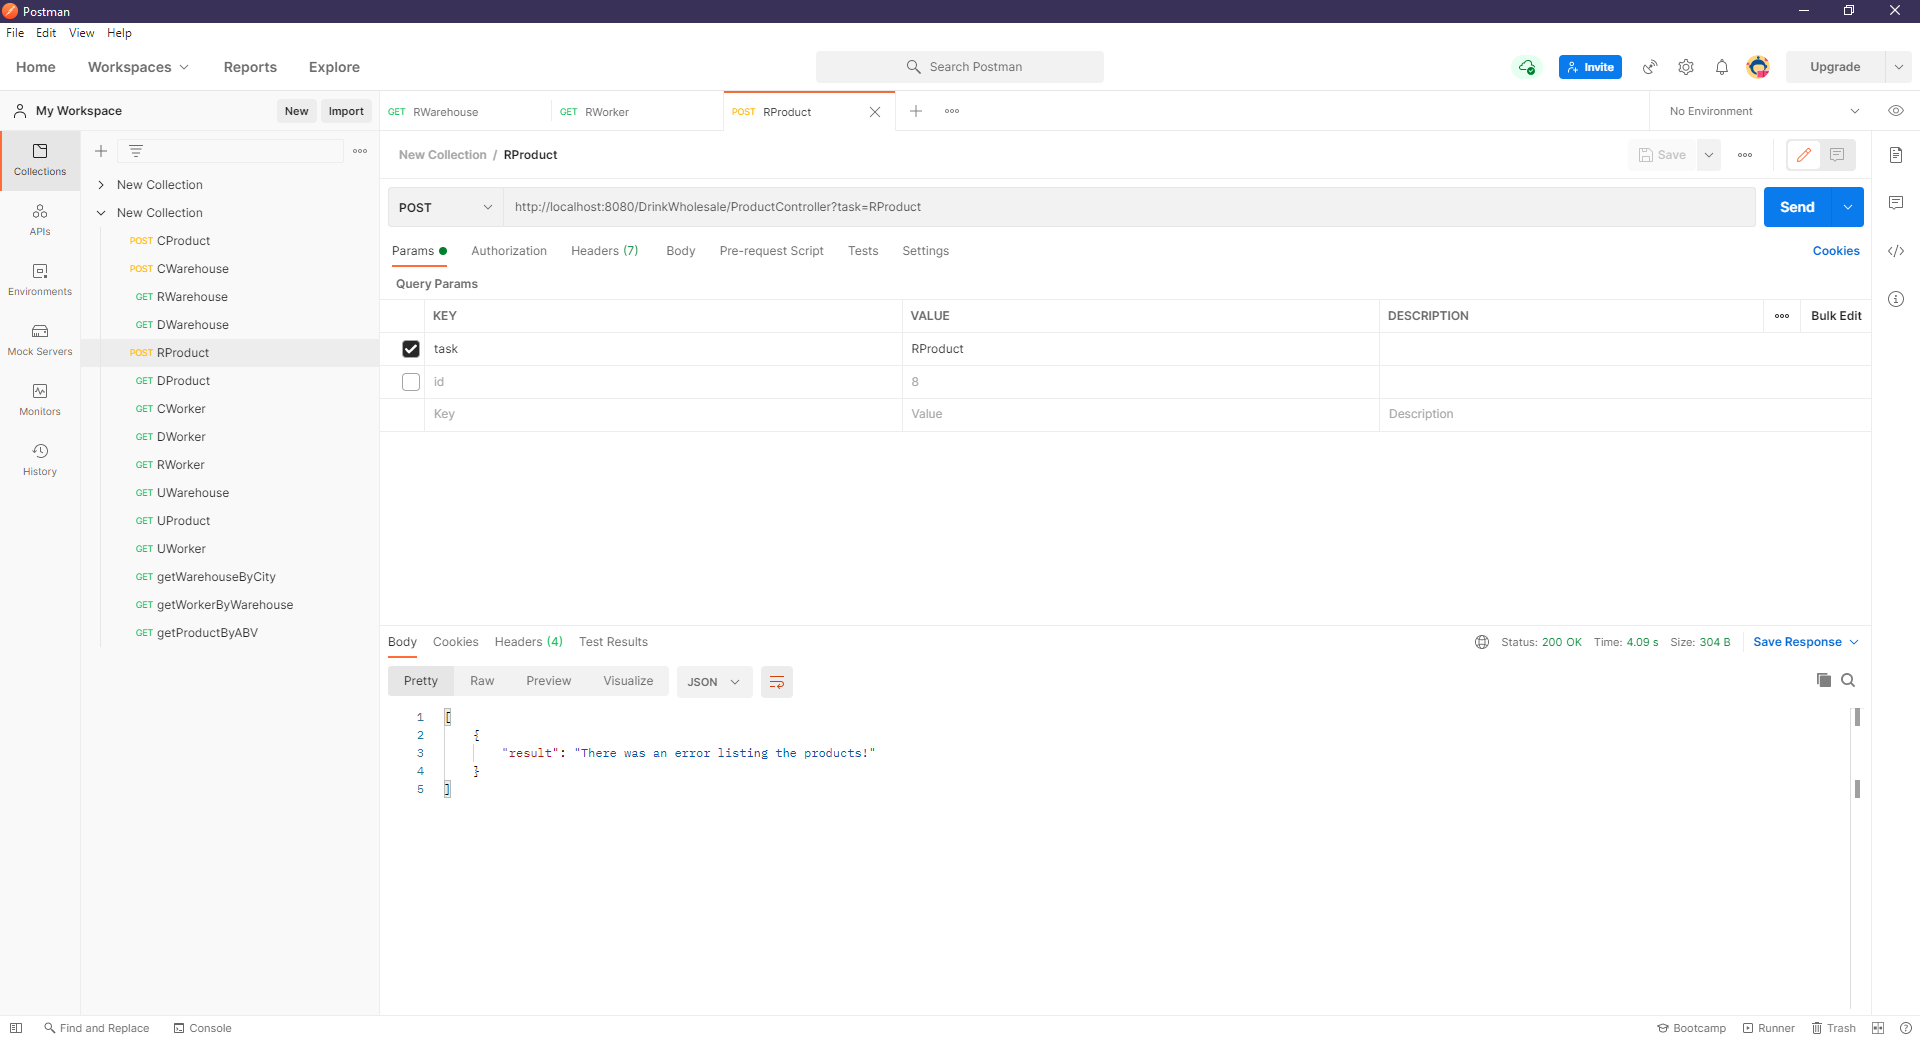 Postman
File Edit View Help
Home Workspaces Reports Explore
Search Postman
Invite
Upgrade
My Workspace
New Import
GET RWarehouse
GET RWorker
POST RProduct
No Environment
Collections
APIs
Environments
Mock Servers
Monitors
History
New Collection
New Collection
POST CProduct
POST CWarehouse
GET RWarehouse
GET DWarehouse
POST RProduct
GET DProduct
GET CWorker
GET DWorker
GET RWorker
GET UWarehouse
GET UProduct
GET UWorker
GET getWarehouseByCity
GET getWorkerByWarehouse
GET getProductByABV
New Collection / RProduct
Save
POST http://localhost:8080/DrinkWholesale/ProductController?task=RProduct
Send
Params Authorization Headers (7) Body Pre-request Script Tests Settings
Cookies
Query Params
KEY VALUE DESCRIPTION
Bulk Edit
task RProduct
id 8
Key Value Description
Body Cookies Headers (4) Test Results
Status: 200 OK Time: 4.09 s Size: 304 B
Save Response
Pretty Raw Preview Visualize JSON
1 [
2 {
3 "result": "There was an error listing the products!"
4 }
5 ]
Find and Replace Console
Bootcamp Runner Trash